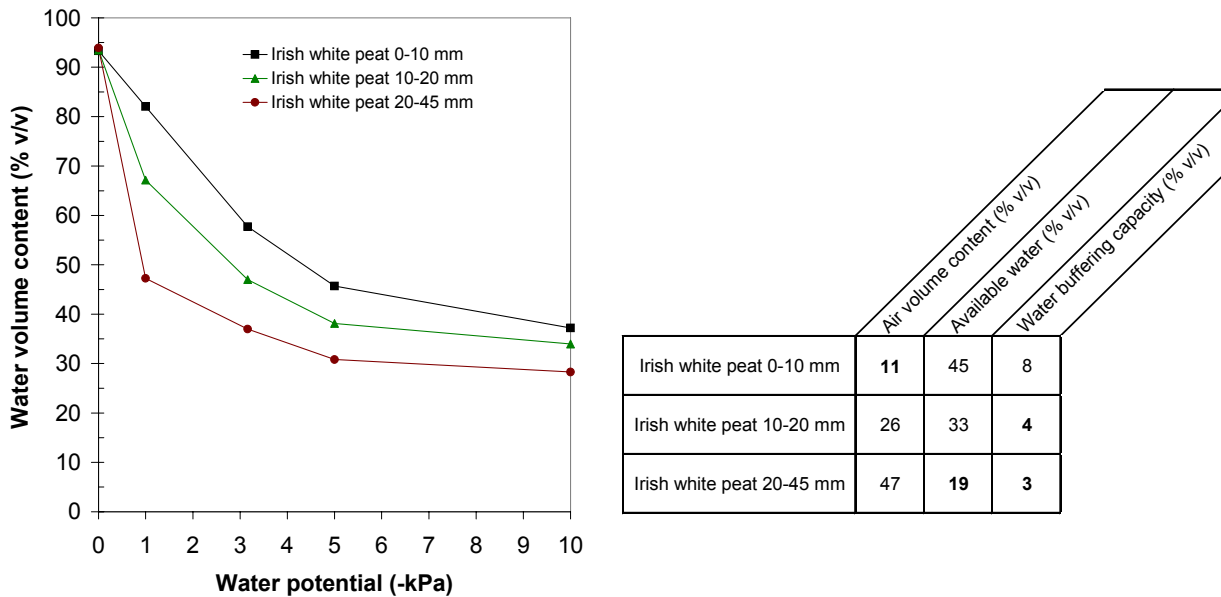 Water volume content (% v/v)
100
90
80
70
60
50
40
30
20
10
0
Irish white peat 0-10 mm
Irish white peat 10-20 mm
Irish white peat 20-45 mm
0 1 2 3 4 5 6 7 8 9 10
Water potential (-kPa)
Air volume content (% v/v)
Available water (% v/v)
Water buffering capacity (% v/v)
Irish white peat 0-10 mm 11 45 8
Irish white peat 10-20 mm 26 33 4
Irish white peat 20-45 mm 47 19 3